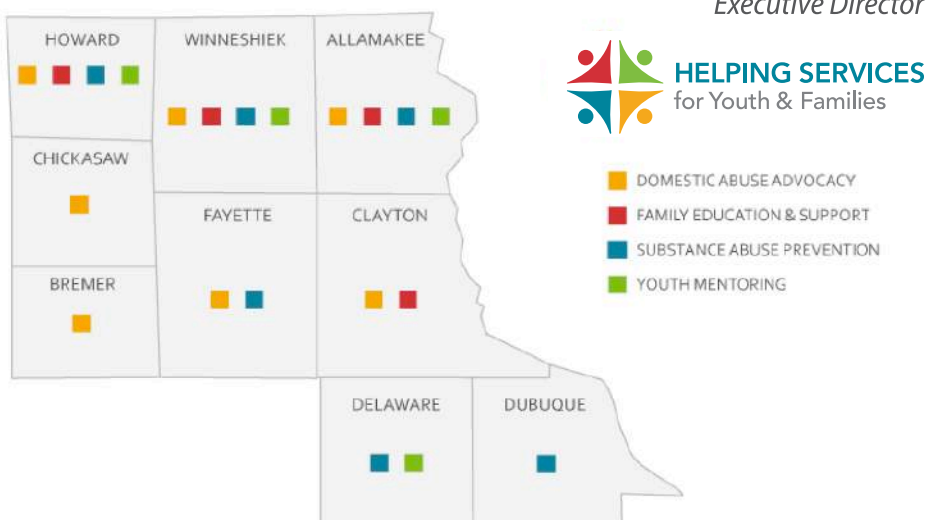 Executive Director
HELPING SERVICES
for Youth & Families
HOWARD
WINNESHIEK
ALLAMAKEE
CHICKASAW
FAYETTE
CLAYTON
BREMER
DELAWARE
DUBUQUE
DOMESTIC ABUSE ADVOCACY
FAMILY EDUCATION & SUPPORT
SUBSTANCE ABUSE PREVENTION
YOUTH MENTORING